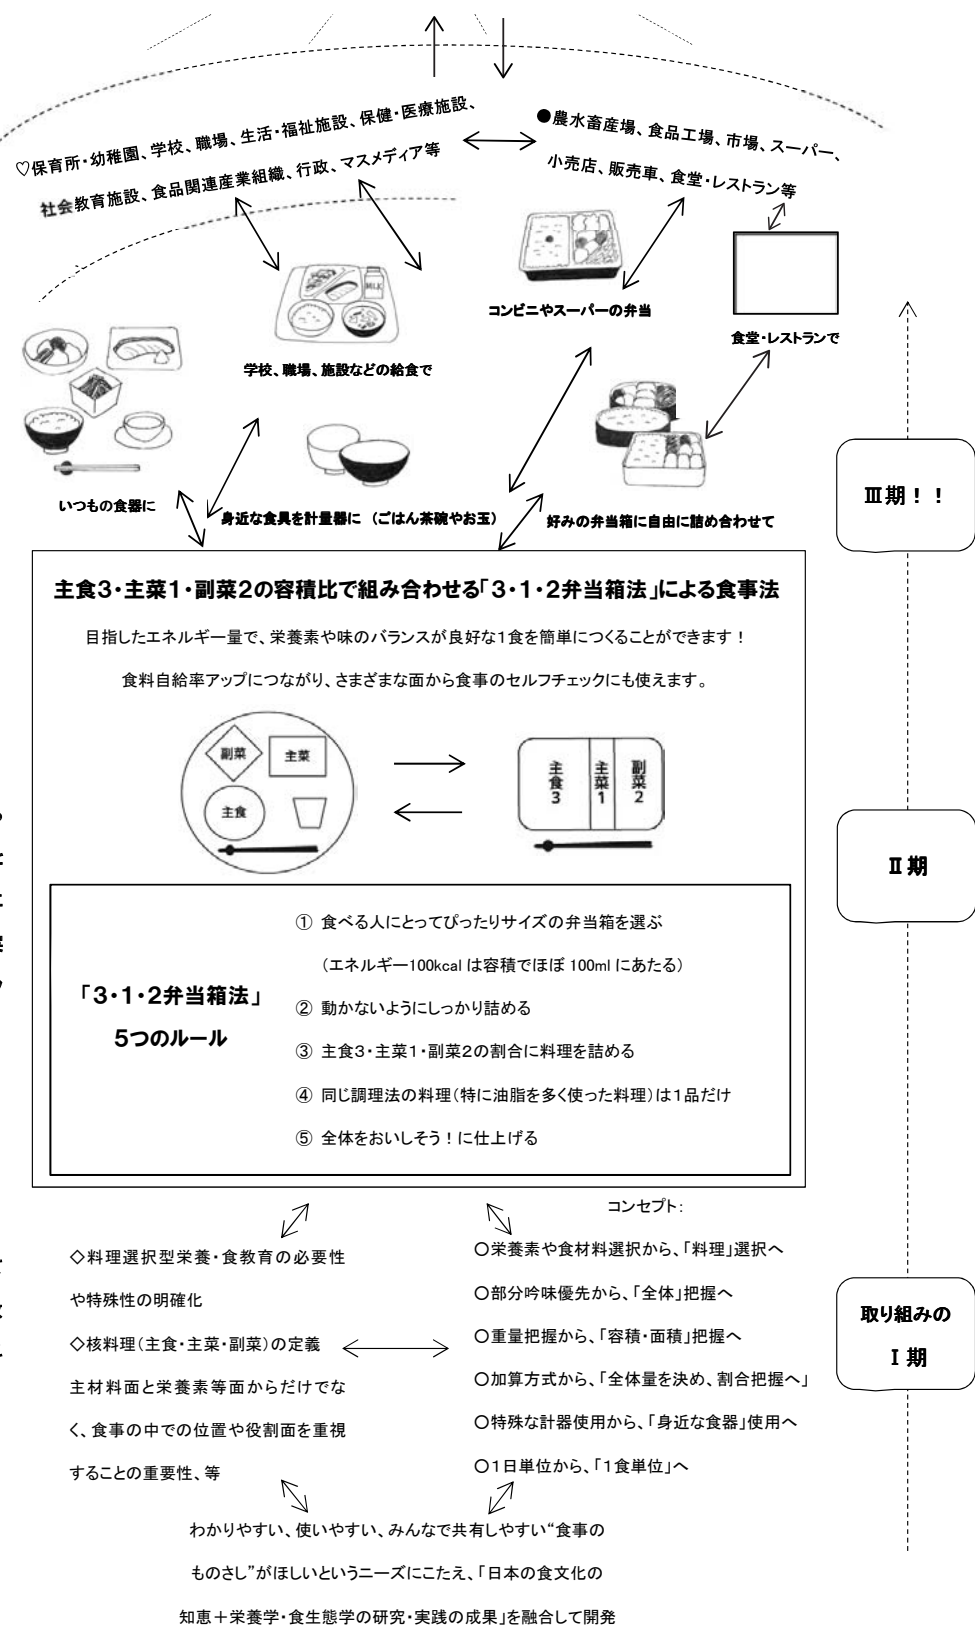 ♡保育所・幼稚園、学校、職場、生活・福祉施設、保健・医療施設、
社会教育施設、食品関連産業組織、行政、マスメディア等
●農水畜産場、食品工場、市場、スーパー、
小売店、販売車、食堂・レストラン等
MILK
コンビニやスーパーの弁当
食堂・レストランで
学校、職場、施設などの給食で
いつもの食器に
身近な食具を計量器に（ごはん茶碗やお玉）
好みの弁当箱に自由に詰め合わせて
Ⅲ期！！
主食３・主菜１・副菜２の容積比で組み合わせる「３・１・２弁当箱法」による食事法
目指したエネルギー量で、栄養素や味のバランスが良好な１食を簡単につくることができます！
食料自給率アップにつながり、さまざまな面から食事のセルフチェックにも使えます。
副菜
主菜
主食
主食3
主菜1
副菜2
Ⅱ期
「３・１・２弁当箱法」
５つのルール
① 食べる人にとってぴったりサイズの弁当箱を選ぶ
（エネルギー100kcal は容積でほぼ 100ml にあたる）
② 動かないようにしっかり詰める
③ 主食３・主菜１・副菜２の割合に料理を詰める
④ 同じ調理法の料理（特に油脂を多く使った料理）は１品だけ
⑤ 全体をおいしそう！に仕上げる
◇料理選択型栄養・食教育の必要性
や特殊性の明確化
◇核料理（主食・主菜・副菜）の定義
主材料面と栄養素等面からだけでな
く、食事の中での位置や役割面を重視
することの重要性、等
コンセプト：
○栄養素や食材料選択から、「料理」選択へ
○部分吟味優先から、「全体」把握へ
○重量把握から、「容積・面積」把握へ
○加算方式から、「全体量を決め、割合把握へ」
○特殊な計器使用から、「身近な食器」使用へ
○１日単位から、「１食単位」へ
取り組みの
Ⅰ期
わかりやすい、使いやすい、みんなで共有しやすい“食事の
ものさし”がほしいというニーズにこたえ、「日本の食文化の
知恵＋栄養学・食生態学の研究・実践の成果」を融合して開発